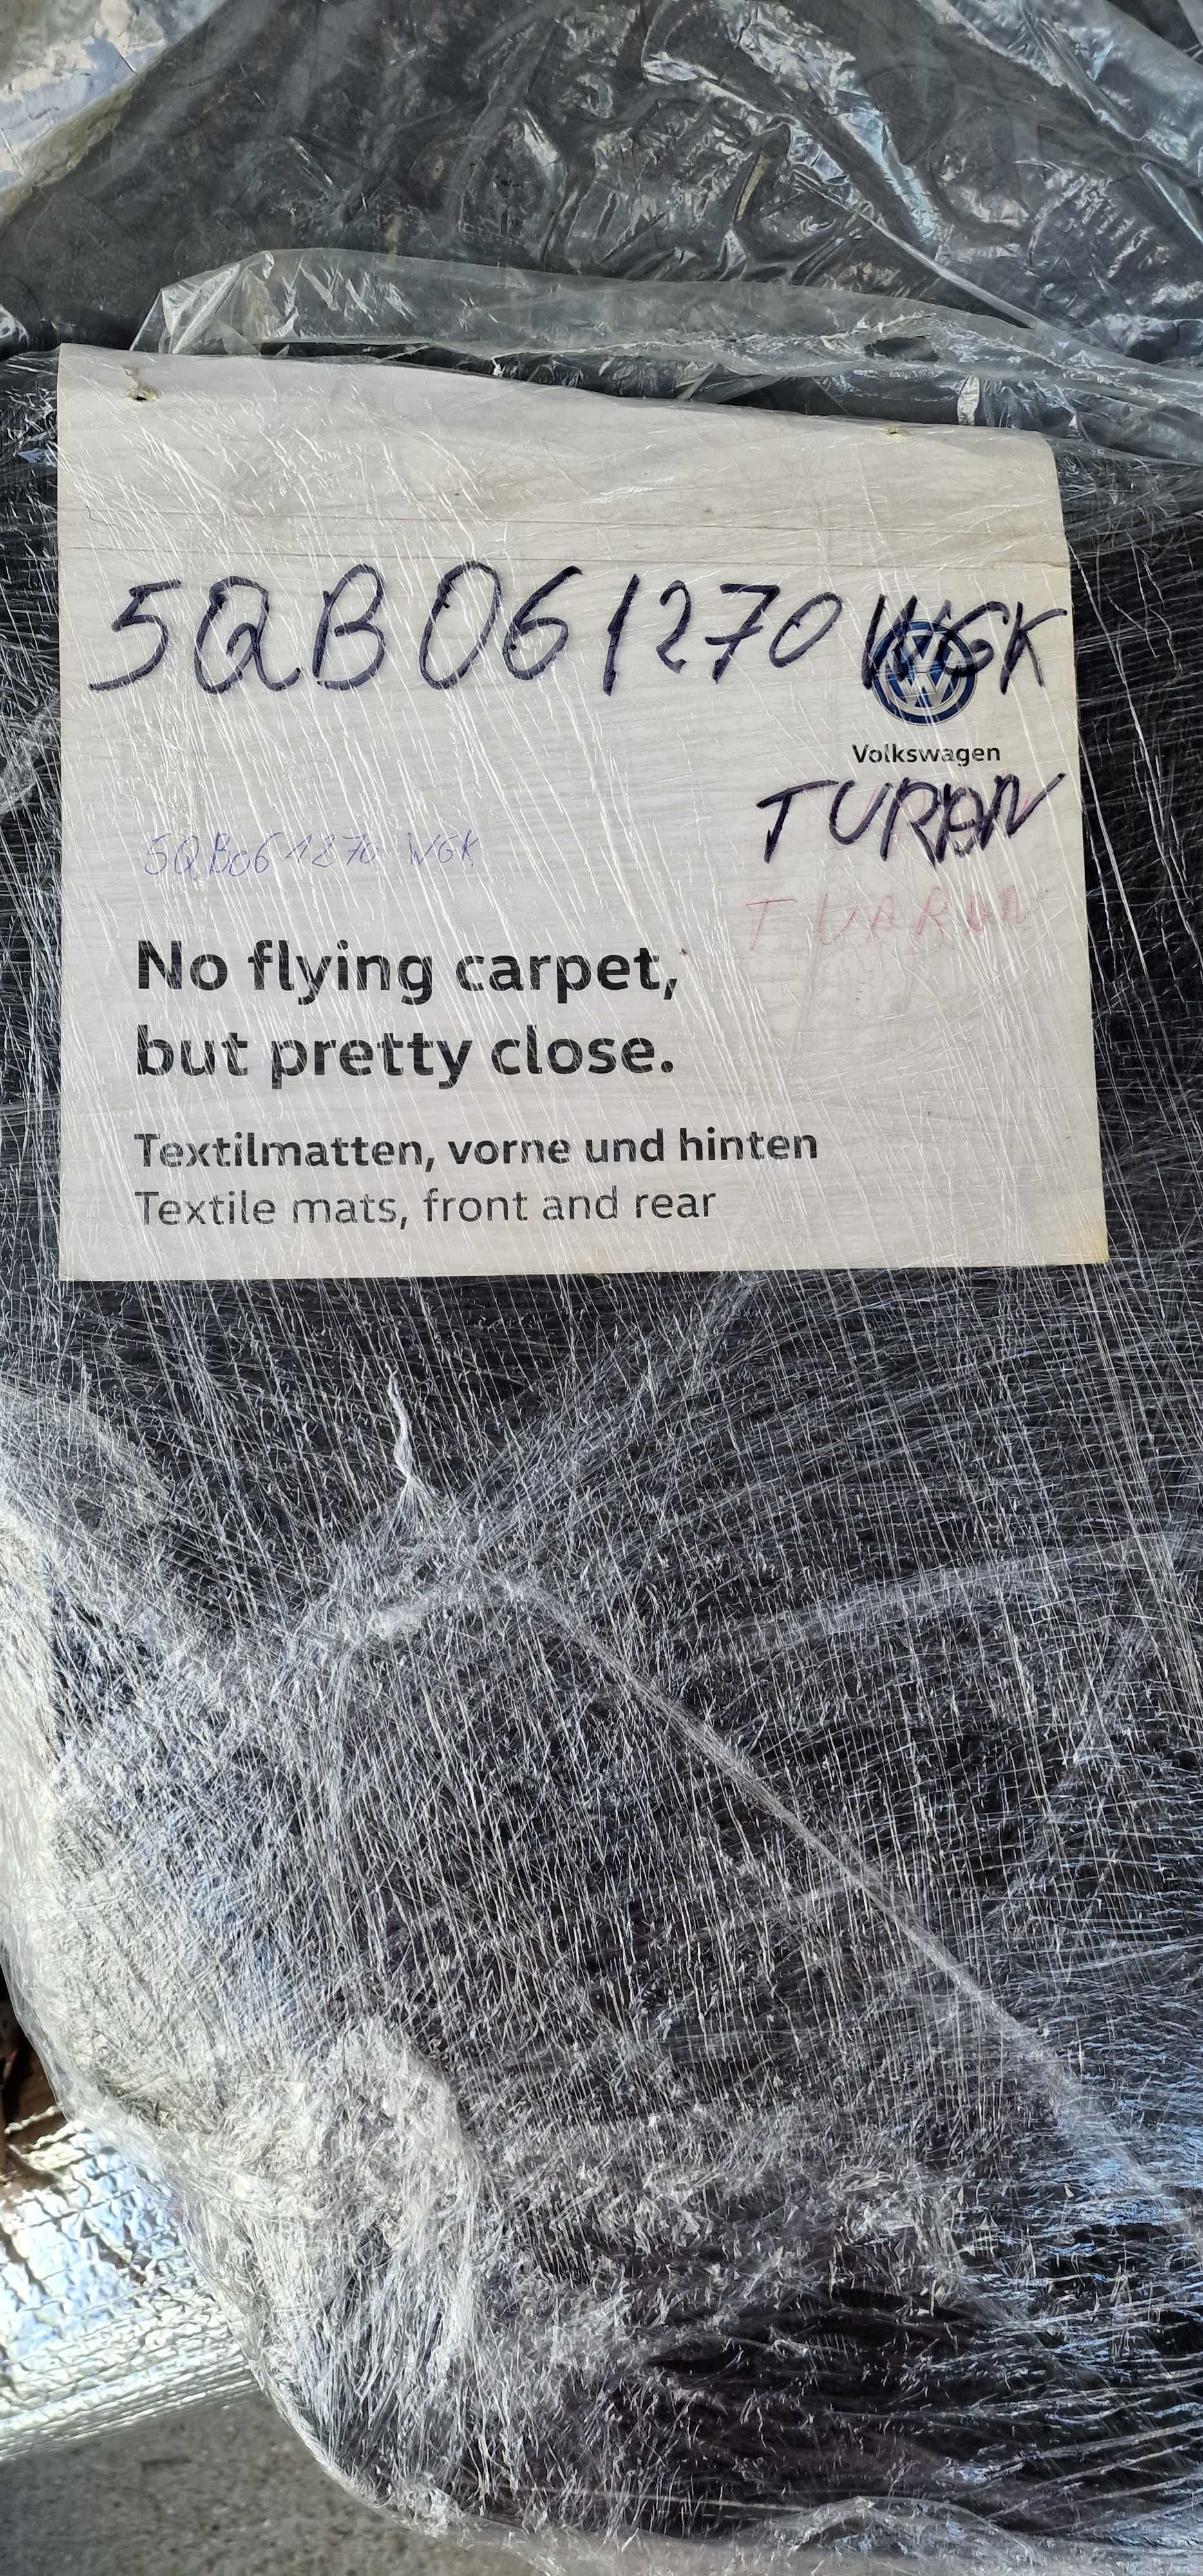 5QB061270 WGK
Volkswagen
TURAN
5QB061270 WGK
No flying carpet,
but pretty close.
Textilmatten, vorne und hinten
Textile mats, front and rear